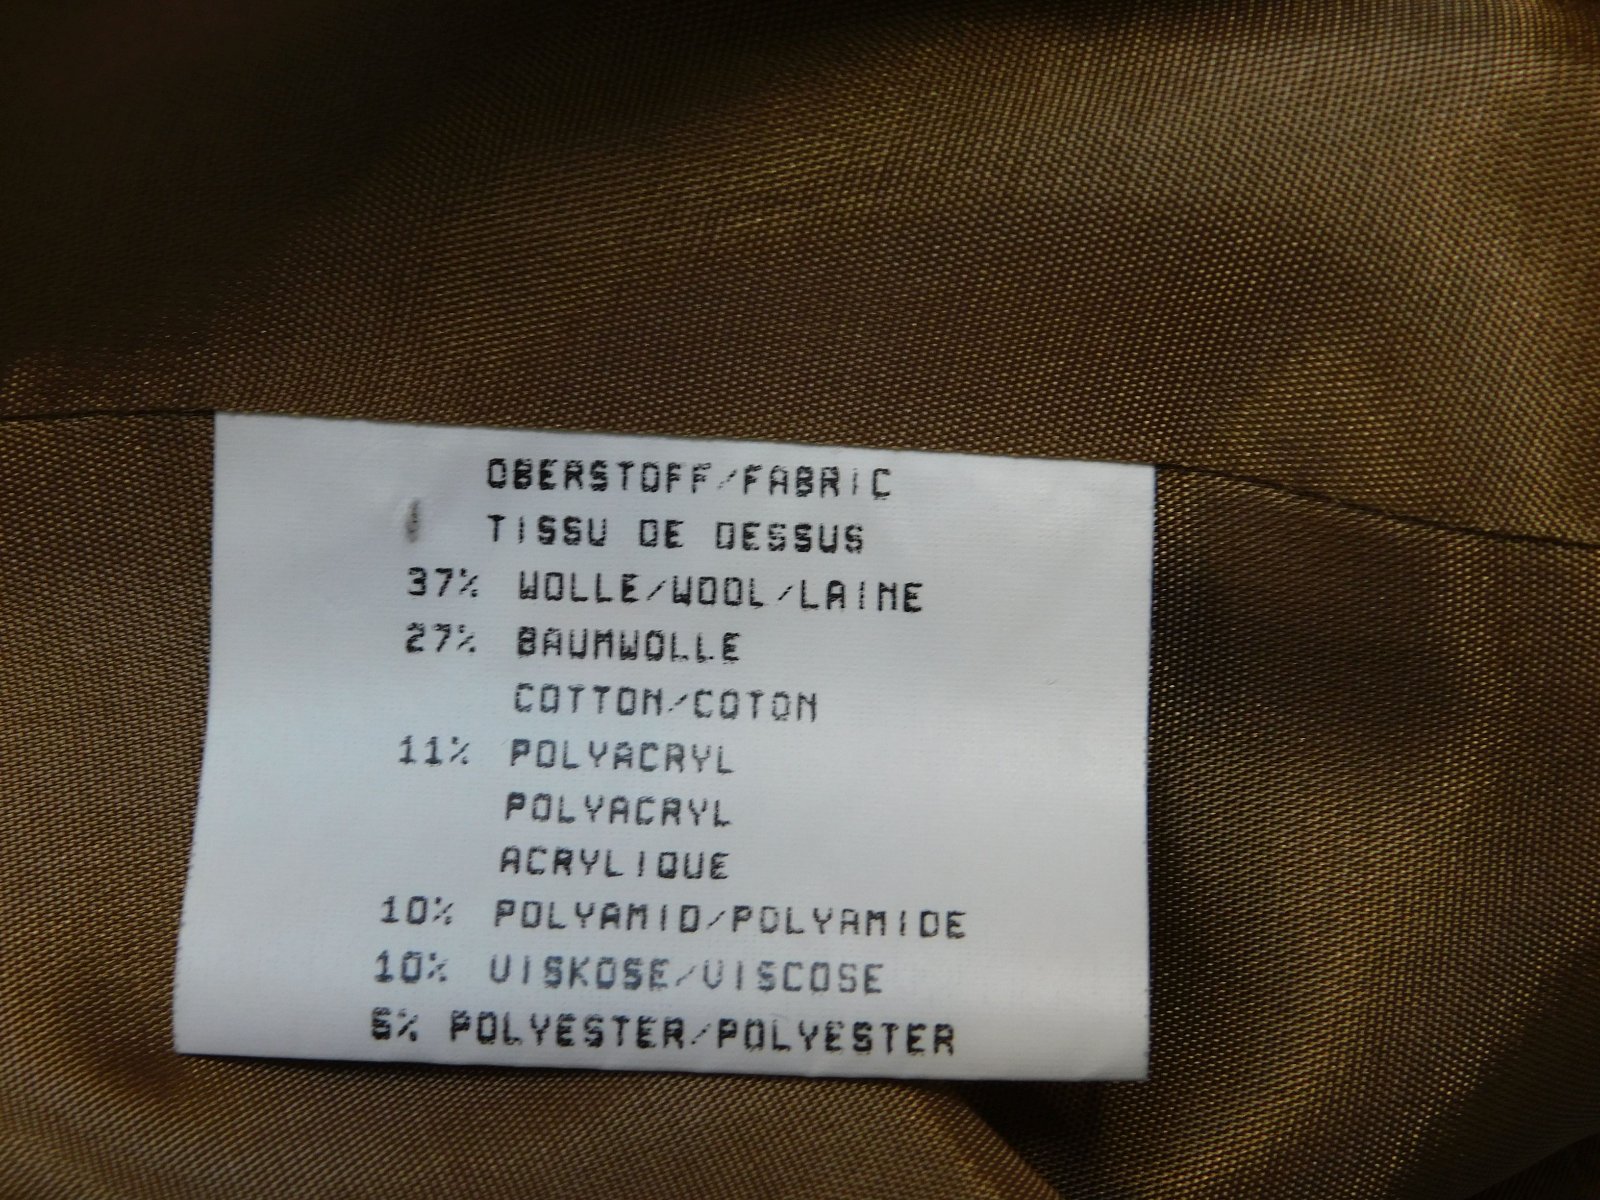 OBERSTOFF/FABRIC
TISSU DE DESSUS
37% WOLLE/WOOL/LAINE
27% BAUMWOLLE
COTTON/COTON
11% POLYACRYL
POLYACRYL
ACRYLIQUE
10% POLYAMID/POLYAMIDE
10% VISKOSE/VISCOSE
5% POLYESTER/POLYESTER